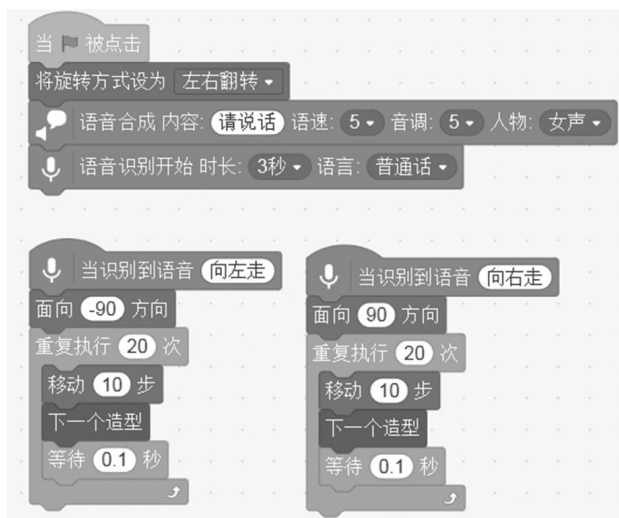 当 被点击
将旋转方式设为 左右翻转
语音合成 内容: 请说话 语速: 5 音调: 5 人物: 女声
语音识别开始 时长: 3秒 语言: 普通话
当识别到语音 向左走
面向 -90 方向
重复执行 20 次
移动 10 步
下一个造型
等待 0.1 秒
当识别到语音 向右走
面向 90 方向
重复执行 20 次
移动 10 步
下一个造型
等待 0.1 秒